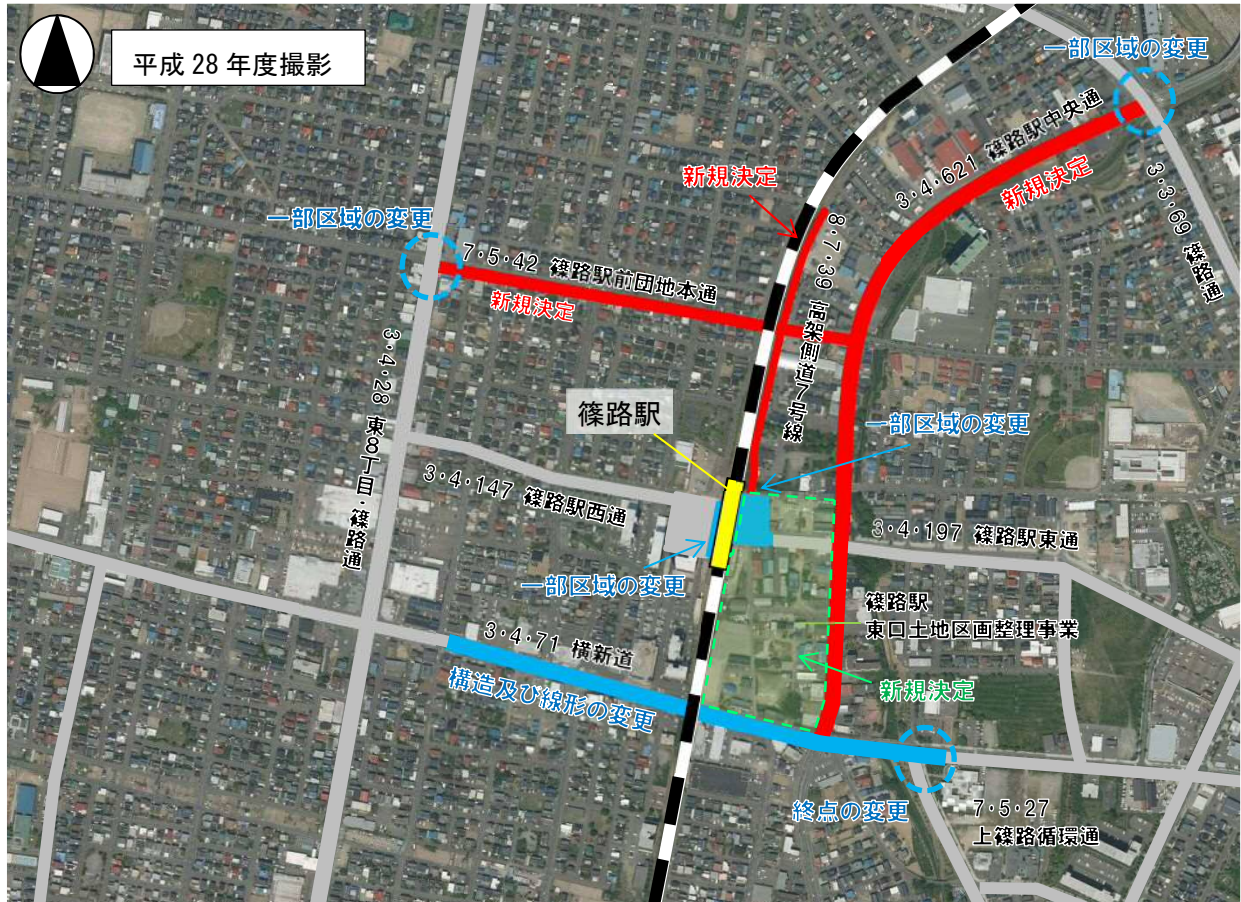 平成 28 年度撮影
一部区域の変更
3・4・621 篠路駅中央通
新規決定
3・3・69 篠路通
新規決定
8・7・39 高架側道7号線
一部区域の変更
7・5・42 篠路駅前団地本通
新規決定
3・4・28 東8丁目・篠路通
篠路駅
一部区域の変更
3・4・147 篠路駅西通
3・4・197 篠路駅東通
一部区域の変更
篠路駅
東口土地区画整理事業
3・4・71 横新道
構造及び線形の変更
新規決定
終点の変更
7・5・27
上篠路循環通